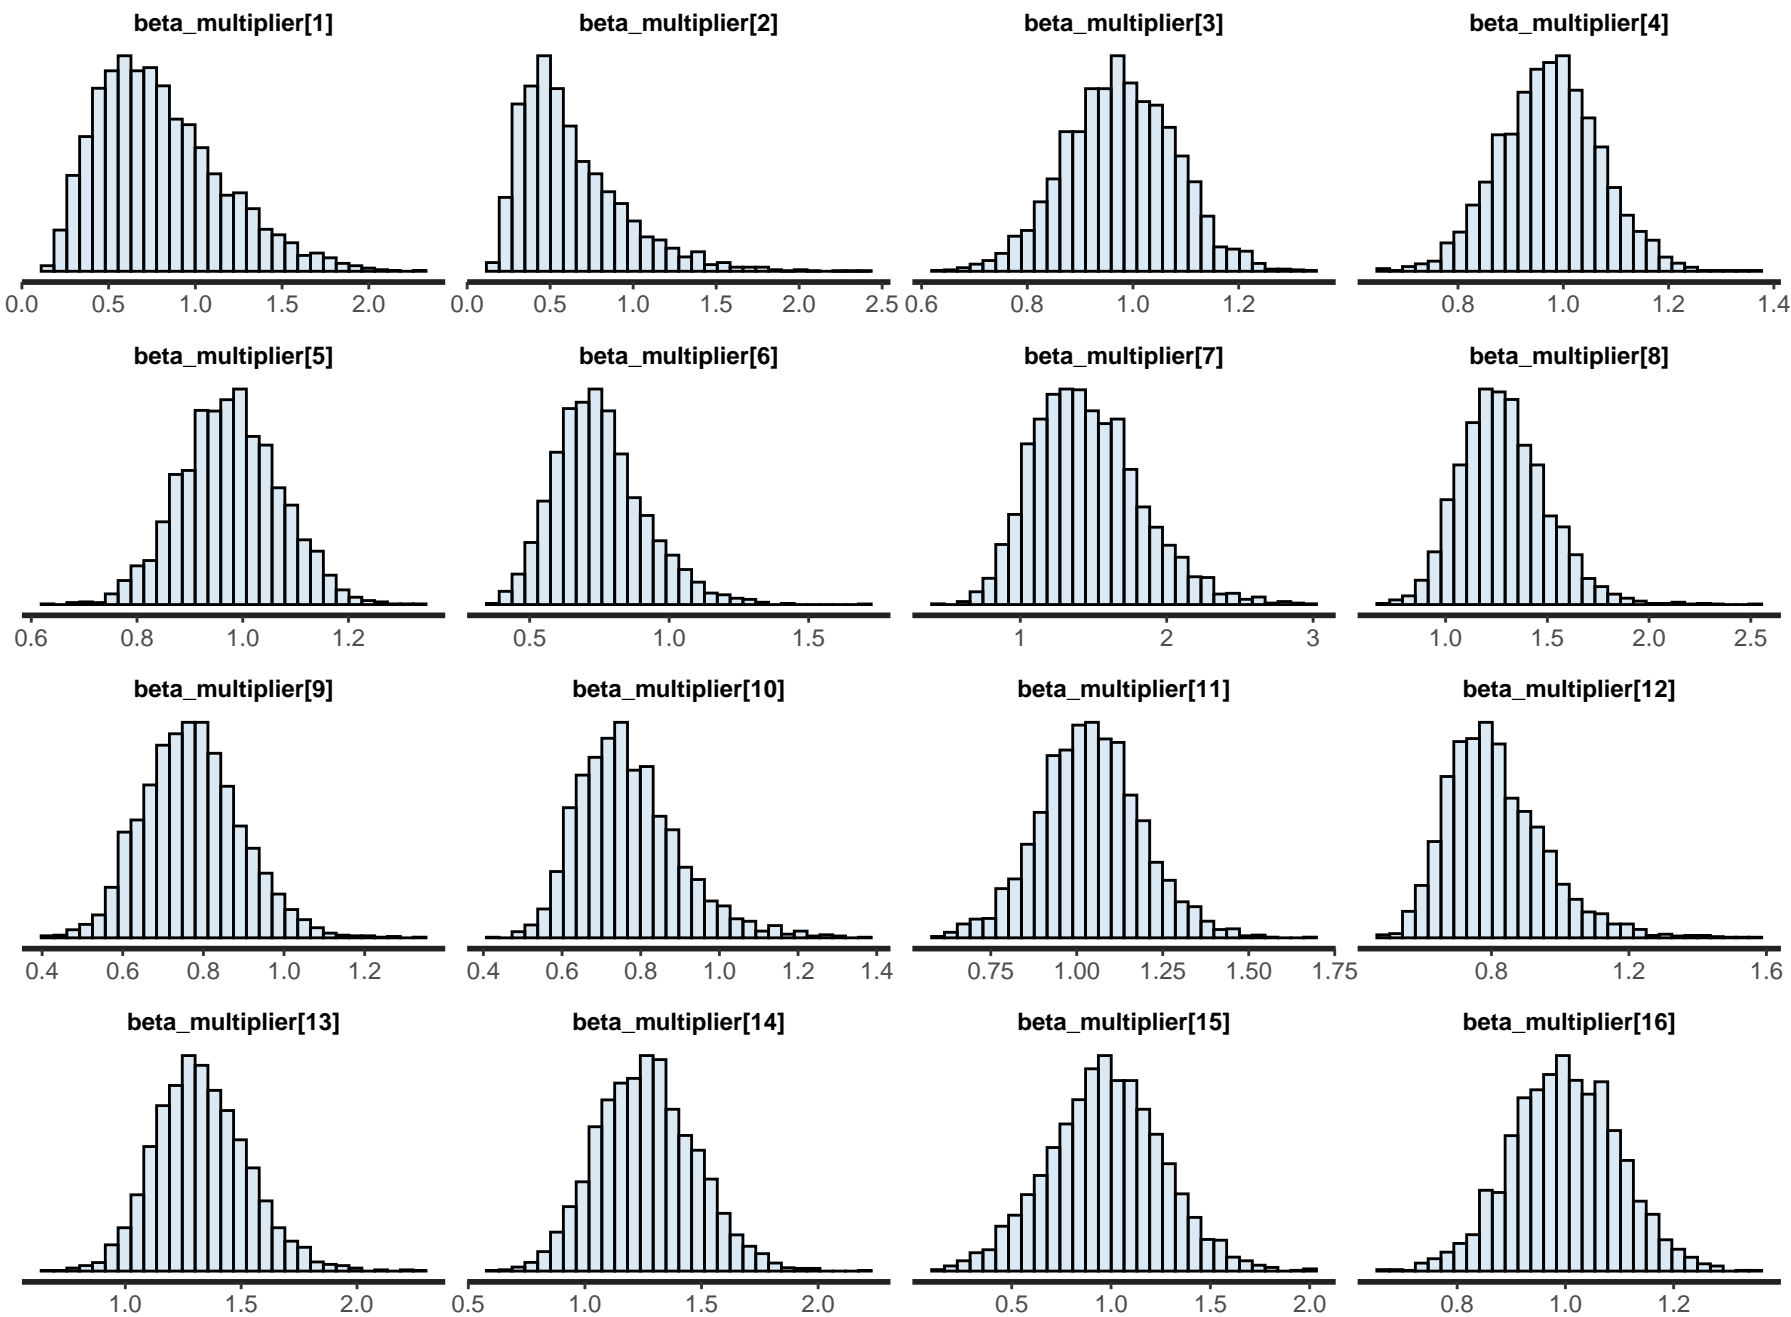 beta_multiplier[1] beta_multiplier[2] beta_multiplier[3] beta_multiplier[4]
0.0 0.5 1.0 1.5 2.0 0.0 0.5 1.0 1.5 2.0 2.5 0.6 0.8 1.0 1.2 0.8 1.0 1.2 1.4
beta_multiplier[5] beta_multiplier[6] beta_multiplier[7] beta_multiplier[8]
0.6 0.8 1.0 1.2 0.5 1.0 1.5 1 2 3 1.0 1.5 2.0 2.5
beta_multiplier[9] beta_multiplier[10] beta_multiplier[11] beta_multiplier[12]
0.4 0.6 0.8 1.0 1.2 0.4 0.6 0.8 1.0 1.2 1.4 0.75 1.00 1.25 1.50 1.75 0.8 1.2 1.6
beta_multiplier[13] beta_multiplier[14] beta_multiplier[15] beta_multiplier[16]
1.0 1.5 2.0 0.5 1.0 1.5 2.0 0.5 1.0 1.5 2.0 0.8 1.0 1.2